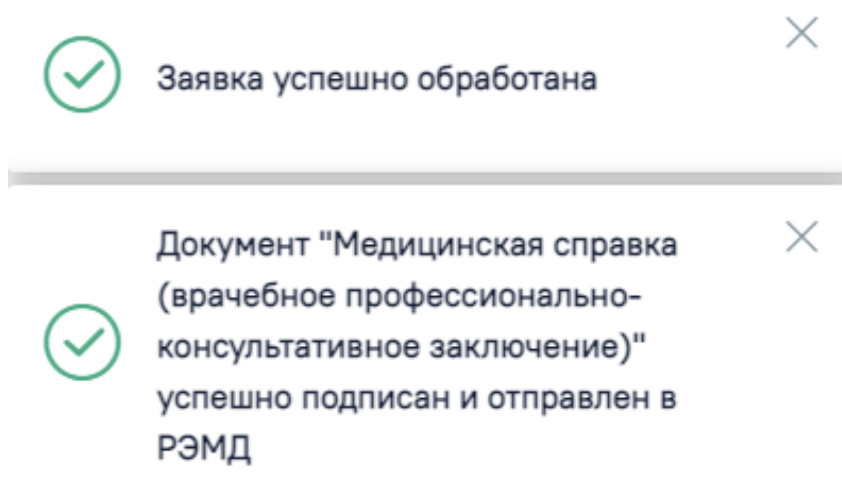 Заявка успешно обработана
Документ "Медицинская справка
(врачебное профессионально-
консультативное заключение)"
успешно подписан и отправлен в
РЭМД